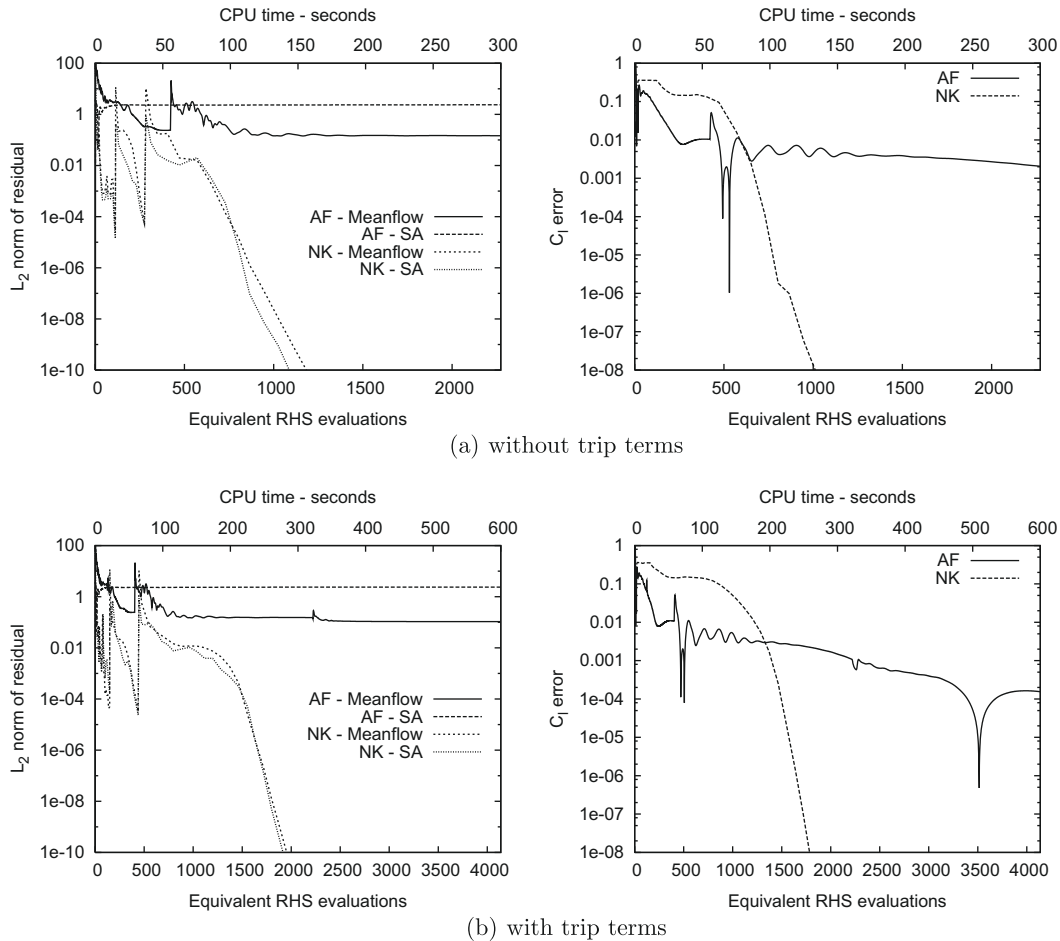 CPU time - seconds
0 50 100 150 200 250 300
100
1
0.01
1e-04
1e-06
1e-08
1e-10
L2 norm of residual
AF - Meanflow
AF - SA
NK - Meanflow
NK - SA
0 500 1000 1500 2000
Equivalent RHS evaluations
CPU time - seconds
0 50 100 150 200 250 300
1
0.1
0.01
0.001
1e-04
1e-05
1e-06
1e-07
1e-08
Cl error
AF
NK
0 500 1000 1500 2000
Equivalent RHS evaluations
(a) without trip terms
CPU time - seconds
0 100 200 300 400 500 600
100
1
0.01
1e-04
1e-06
1e-08
1e-10
L2 norm of residual
AF - Meanflow
AF - SA
NK - Meanflow
NK - SA
0 500 1000 1500 2000 2500 3000 3500 4000
Equivalent RHS evaluations
CPU time - seconds
0 100 200 300 400 500 600
1
0.1
0.01
0.001
1e-04
1e-05
1e-06
1e-07
1e-08
Cl error
AF
NK
0 500 1000 1500 2000 2500 3000 3500 4000
Equivalent RHS evaluations
(b) with trip terms